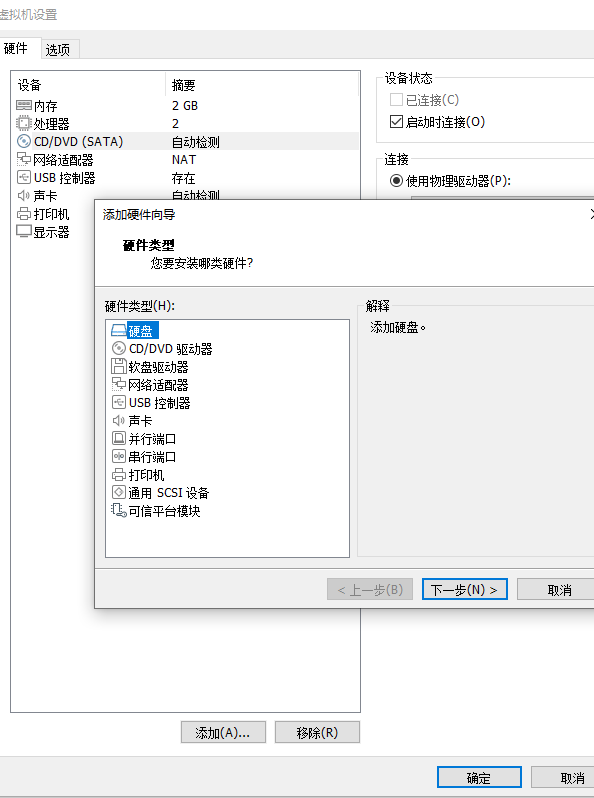 虚拟机设置
硬件 选项
设备 摘要
内存 2 GB
处理器 2
CD/DVD (SATA) 自动检测
网络适配器 NAT
USB 控制器 存在
声卡 自动检测
打印机
显示器
设备状态
已连接(C)
启动时连接(O)
连接
使用物理驱动器(P):
添加硬件向导
硬件类型
您要安装哪类硬件?
硬件类型(H):
硬盘
CD/DVD 驱动器
软盘驱动器
网络适配器
USB 控制器
声卡
并行端口
串行端口
打印机
通用 SCSI 设备
可信平台模块
解释
添加硬盘。
< 上一步(B) 下一步(N) > 取消
添加(A)... 移除(R)
确定 取消